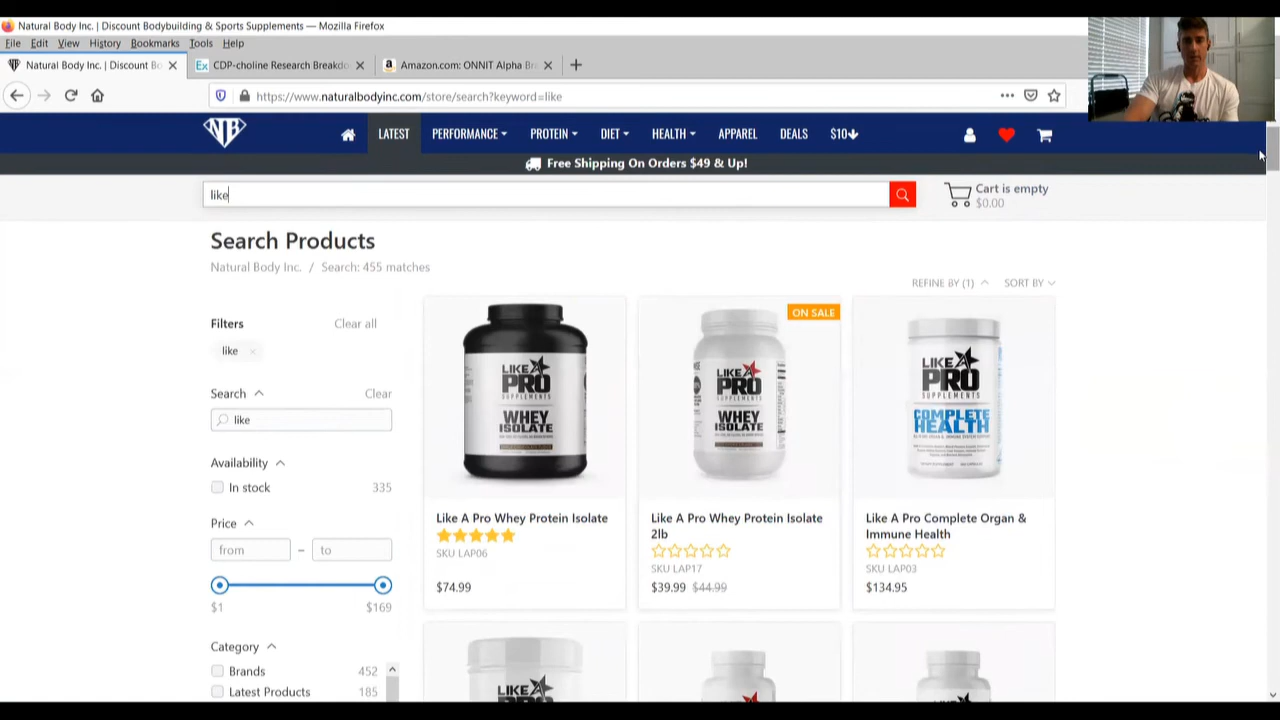 Natural Body Inc. | Discount Bodybuilding & Sports Supplements — Mozilla Firefox
File Edit View History Bookmarks Tools Help
Natural Body Inc. | Discount Bo
CDP-choline Research Breakdo
Amazon.com: ONNIT Alpha Br
https://www.naturalbodyinc.com/store/search?keyword=like
NB
LATEST PERFORMANCE PROTEIN DIET HEALTH APPAREL DEALS $10
Free Shipping On Orders $49 & Up!
like
Cart is empty
$0.00
Search Products
Natural Body Inc. / Search: 455 matches
REFINE BY (1) SORT BY
Filters Clear all
like ×
Search Clear
like
Availability
In stock 335
Price
from – to
$1 $169
Category
Brands 452
Latest Products 185
LIKE A
PRO
SUPPLEMENTS
WHEY
ISOLATE
Like A Pro Whey Protein Isolate
SKU LAP06
$74.99
ON SALE
LIKE A
PRO
SUPPLEMENTS
WHEY
ISOLATE
Like A Pro Whey Protein Isolate
2lb
SKU LAP17
$39.99 $44.99
LIKE A
PRO
SUPPLEMENTS
COMPLETE
HEALTH
Like A Pro Complete Organ &
Immune Health
SKU LAP03
$134.95
LIKE
LIKE
LIKE